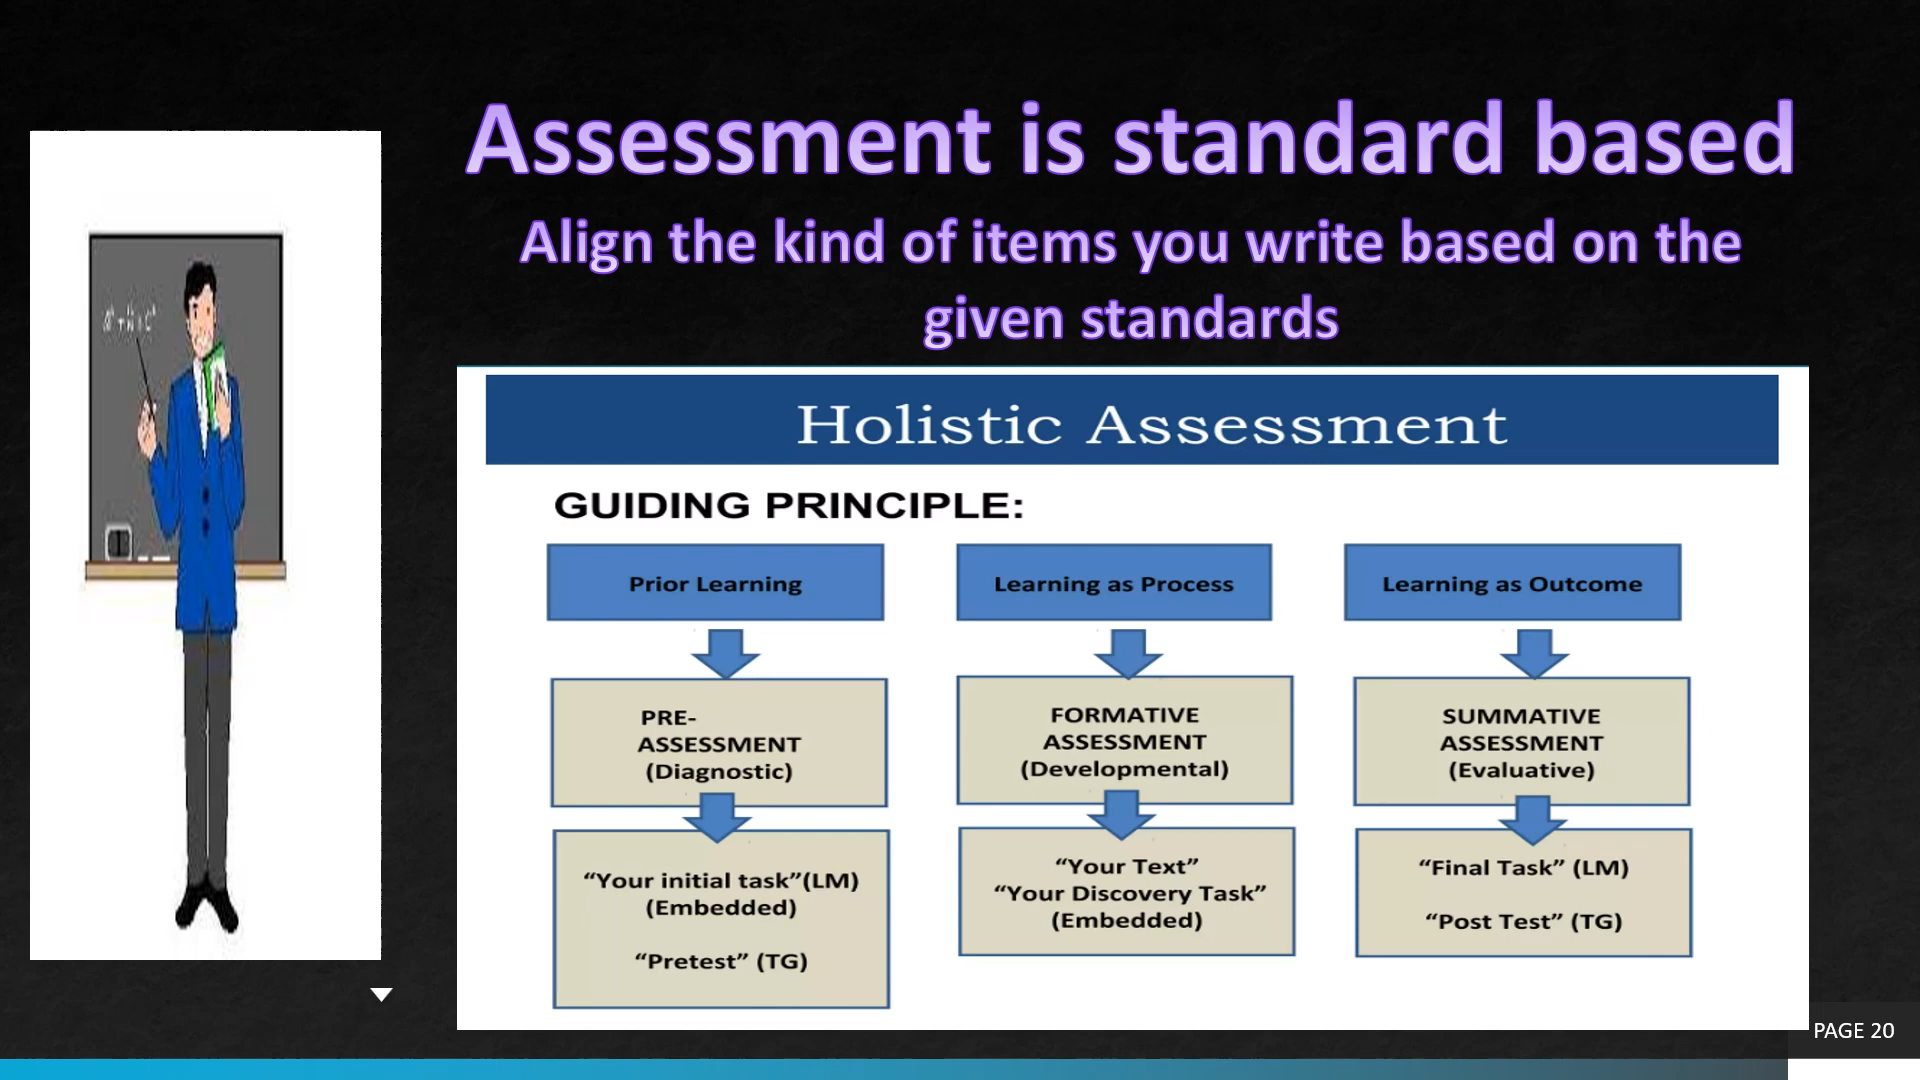 Assessment is standard based
Align the kind of items you write based on the
given standards
Holistic Assessment
GUIDING PRINCIPLE:
Prior Learning
Learning as Process
Learning as Outcome
PRE-
ASSESSMENT
(Diagnostic)
FORMATIVE
ASSESSMENT
(Developmental)
SUMMATIVE
ASSESSMENT
(Evaluative)
“Your initial task”(LM)
(Embedded)
“Pretest” (TG)
“Your Text”
“Your Discovery Task”
(Embedded)
“Final Task” (LM)
“Post Test” (TG)
PAGE 20